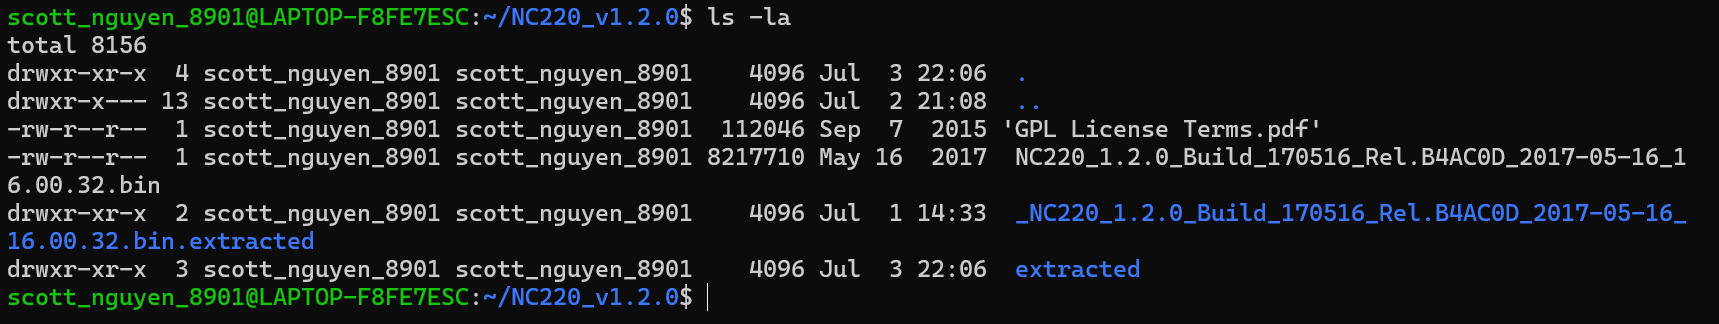 scott_nguyen_8901@LAPTOP-F8FE7ESC:~/NC220_v1.2.0$ ls -la
total 8156
drwxr-xr-x  4 scott_nguyen_8901 scott_nguyen_8901    4096 Jul  3 22:06  .
drwxr-x--- 13 scott_nguyen_8901 scott_nguyen_8901    4096 Jul  2 21:08  ..
-rw-r--r--  1 scott_nguyen_8901 scott_nguyen_8901  112046 Sep  7  2015 'GPL License Terms.pdf'
-rw-r--r--  1 scott_nguyen_8901 scott_nguyen_8901 8217710 May 16  2017  NC220_1.2.0_Build_170516_Rel.B4AC0D_2017-05-16_1
6.00.32.bin
drwxr-xr-x  2 scott_nguyen_8901 scott_nguyen_8901    4096 Jul  1 14:33  _NC220_1.2.0_Build_170516_Rel.B4AC0D_2017-05-16_
16.00.32.bin.extracted
drwxr-xr-x  3 scott_nguyen_8901 scott_nguyen_8901    4096 Jul  3 22:06  extracted
scott_nguyen_8901@LAPTOP-F8FE7ESC:~/NC220_v1.2.0$